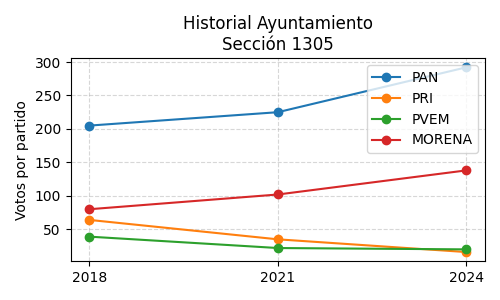 Historial Ayuntamiento
Sección 1305
Votos por partido
300
250
200
150
100
50
2018
2021
2024
PAN
PRI
PVEM
MORENA